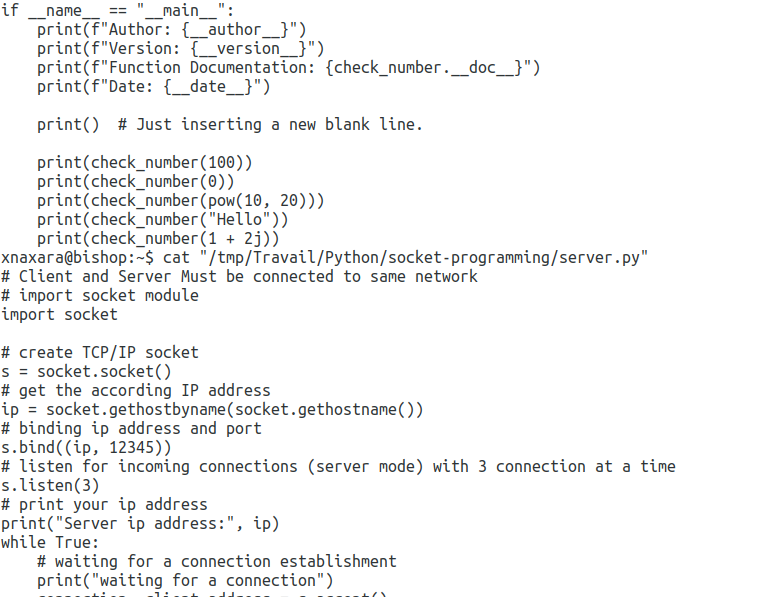 if __name__ == "__main__":
    print(f"Author: {__author__}")
    print(f"Version: {__version__}")
    print(f"Function Documentation: {check_number.__doc__}")
    print(f"Date: {__date__}")

    print()  # Just inserting a new blank line.

    print(check_number(100))
    print(check_number(0))
    print(check_number(pow(10, 20)))
    print(check_number("Hello"))
    print(check_number(1 + 2j))
xnaxara@bishop:~$ cat "/tmp/Travail/Python/socket-programming/server.py"
# Client and Server Must be connected to same network
# import socket module
import socket

# create TCP/IP socket
s = socket.socket()
# get the according IP address
ip = socket.gethostbyname(socket.gethostname())
# binding ip address and port
s.bind((ip, 12345))
# listen for incoming connections (server mode) with 3 connection at a time
s.listen(3)
# print your ip address
print("Server ip address:", ip)
while True:
    # waiting for a connection establishment
    print("waiting for a connection")